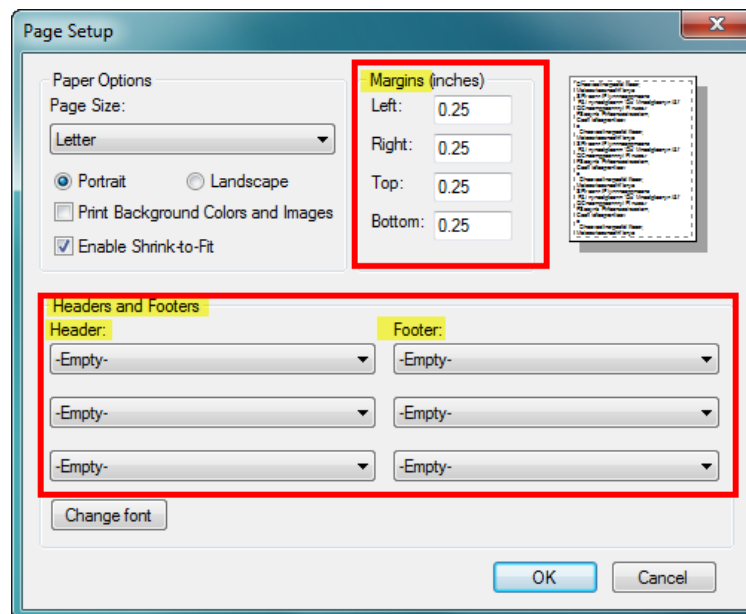 Page Setup
Paper Options
Page Size:
Letter
Portrait
Landscape
Print Background Colors and Images
Enable Shrink-to-Fit
Margins (inches)
Left: 0.25
Right: 0.25
Top: 0.25
Bottom: 0.25
Headers and Footers
Header:
Footer:
-Empty-
-Empty-
-Empty-
-Empty-
-Empty-
-Empty-
Change font
OK
Cancel